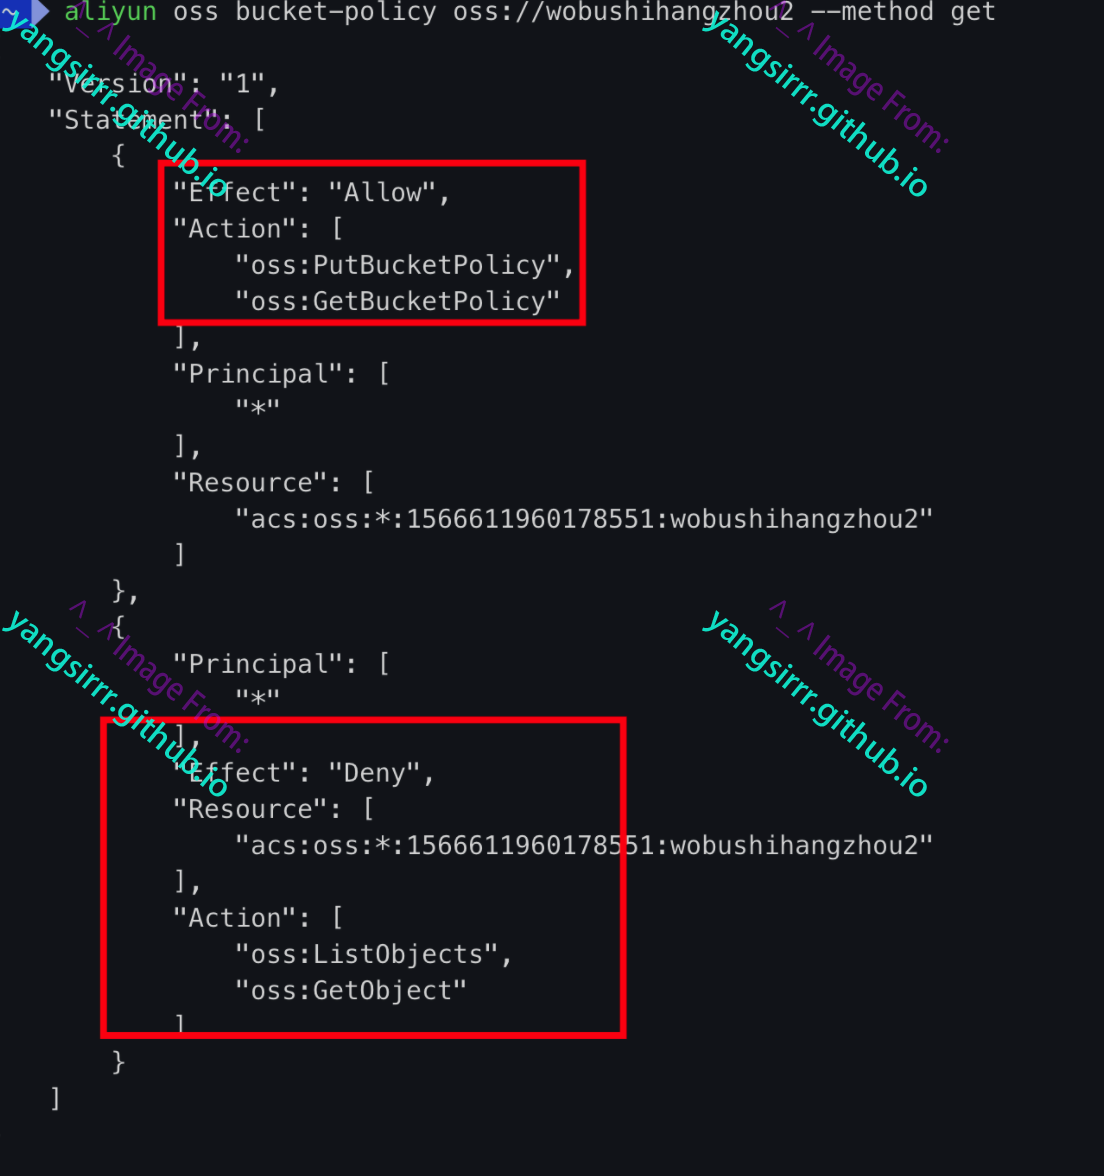 ~ aliyun oss bucket-policy oss://wobushihangzhou2 --method get
"Version": "1",
"Statement": [
{
"Effect": "Allow",
"Action": [
"oss:PutBucketPolicy",
"oss:GetBucketPolicy"
],
"Principal": [
"*"
],
"Resource": [
"acs:oss:*:1566611960178551:wobushihangzhou2"
]
},
{
"Principal": [
"*"
],
"Effect": "Deny",
"Resource": [
"acs:oss:*:1566611960178551:wobushihangzhou2"
],
"Action": [
"oss:ListObjects",
"oss:GetObject"
]
}
]
^_^ Image From:
yangsirrr.github.io
^_^ Image From:
yangsirrr.github.io
^_^ Image From:
yangsirrr.github.io
^_^ Image From:
yangsirrr.github.io